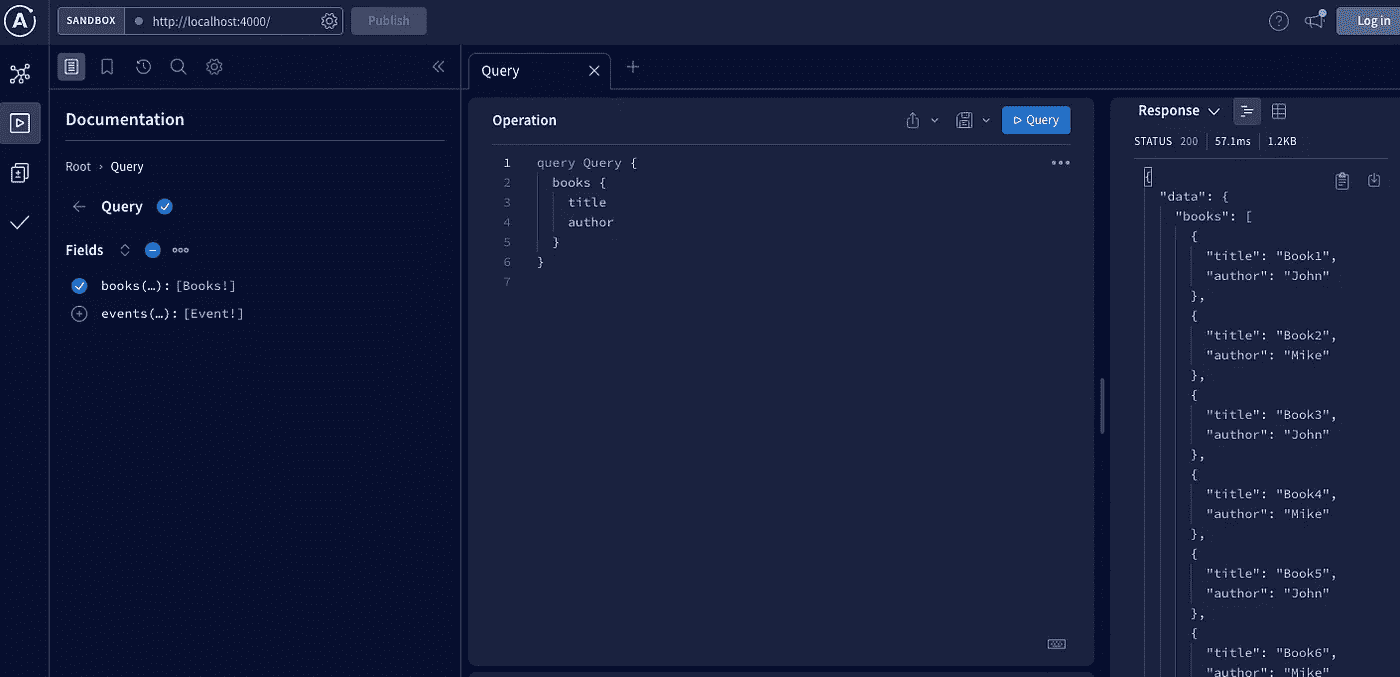 A
SANDBOX
http://localhost:4000/
Publish
?
Log in
Documentation
Root › Query
Query
Fields
books(…): [Books!]
events(…): [Event!]
Query
Operation
Query
1 query Query {
2 books {
3 title
4 author
5 }
6 }
7
Response
STATUS 200 57.1ms 1.2KB
{
"data": {
"books": [
{
"title": "Book1",
"author": "John"
},
{
"title": "Book2",
"author": "Mike"
},
{
"title": "Book3",
"author": "John"
},
{
"title": "Book4",
"author": "Mike"
},
{
"title": "Book5",
"author": "John"
},
{
"title": "Book6",
"author": "Mike"